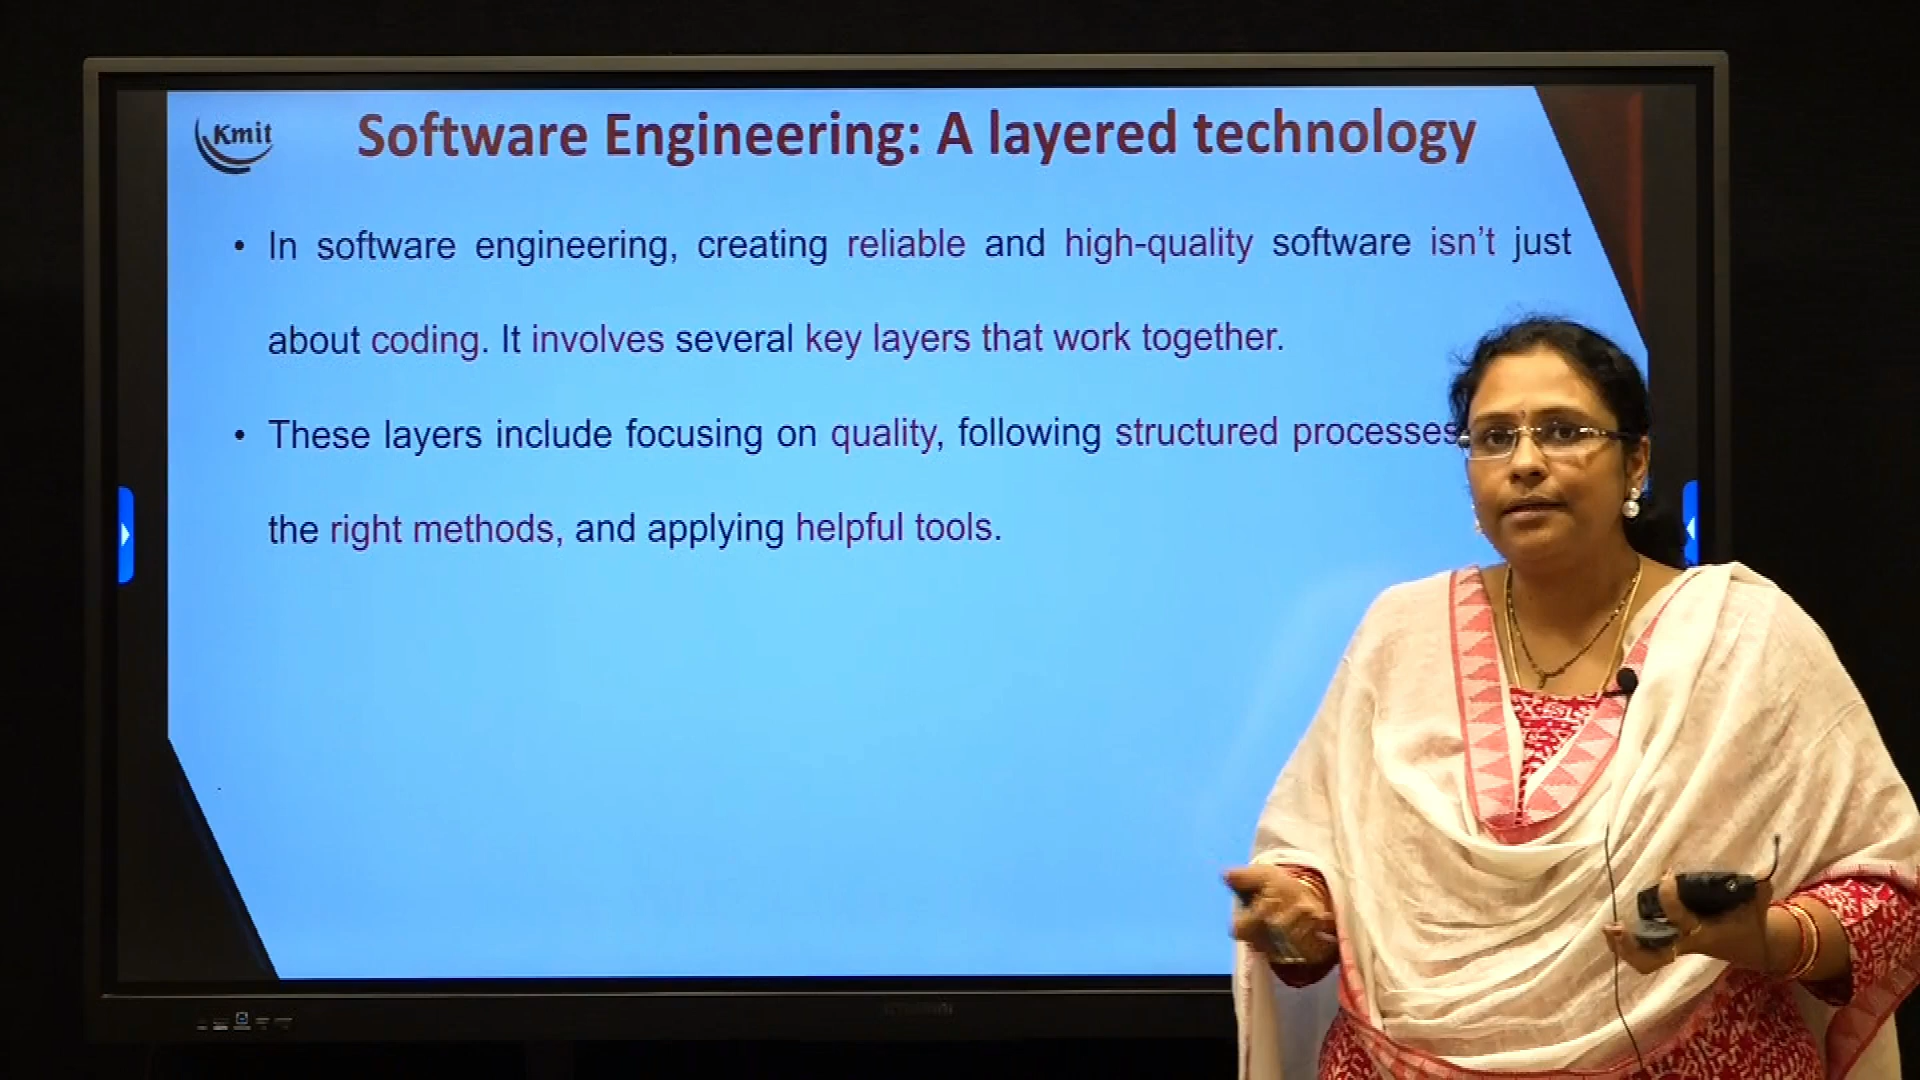 Kmit
Software Engineering: A layered technology
• In software engineering, creating reliable and high-quality software isn't just
about coding. It involves several key layers that work together.
• These layers include focusing on quality, following structured processes
the right methods, and applying helpful tools.